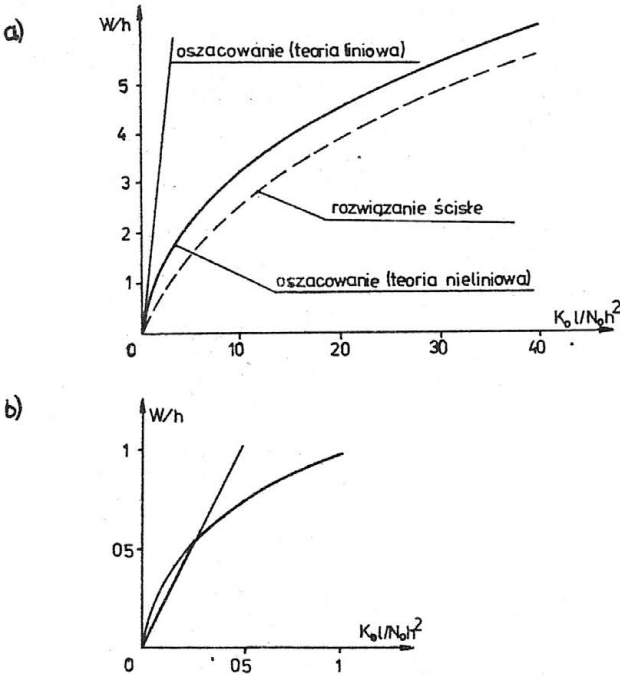 a)
W/h
oszacowanie (teoria liniowa)
5
4
3
rozwiązanie ścisłe
2
oszacowanie (teoria nieliniowa)
1
K₀l/N₀h²
0 10 20 30 40
b)
W/h
1
05
K₀l/N₀h²
0 05 1